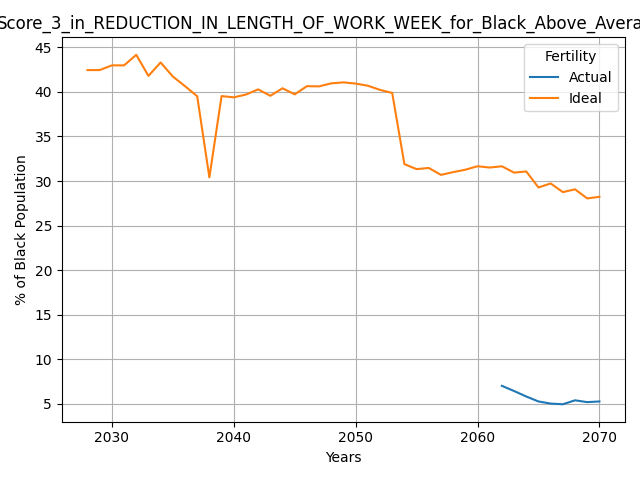 Score_3_in_REDUCTION_IN_LENGTH_OF_WORK_WEEK_for_Black_Above_Avera
Fertility
Actual
Ideal
45
40
35
30
25
20
15
10
5
% of Black Population
2030 2040 2050 2060 2070
Years